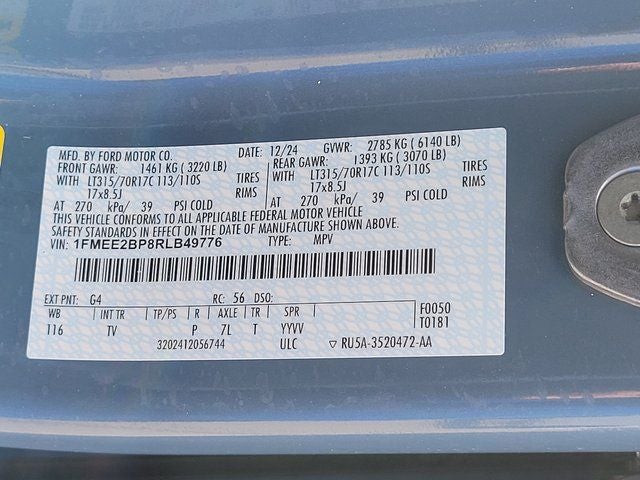 MFD. BY FORD MOTOR CO. DATE: 12/24 GVWR: 2785 KG ( 6140 LB)
FRONT GAWR: 1461 KG ( 3220 LB) REAR GAWR: 1393 KG ( 3070 LB)
WITH LT315/70R17C 113/110S TIRES WITH LT315/70R17C 113/110S TIRES
17x8.5J RIMS 17x8.5J RIMS
AT 270 kPa/ 39 PSI COLD AT 270 kPa/ 39 PSI COLD
THIS VEHICLE CONFORMS TO ALL APPLICABLE FEDERAL MOTOR VEHICLE
SAFETY STANDARDS IN EFFECT ON THE DATE OF MANUFACTURE SHOWN ABOVE.
VIN: 1FMEE2BP8RLB49776 TYPE: MPV
EXT PNT: G4 RC: 56 DSO:
WB INT TR TP/PS R AXLE TR SPR F0050
116 TV P 7L T YYVV T0181
3202412056744 ULC ▽ RU5A-3520472-AA